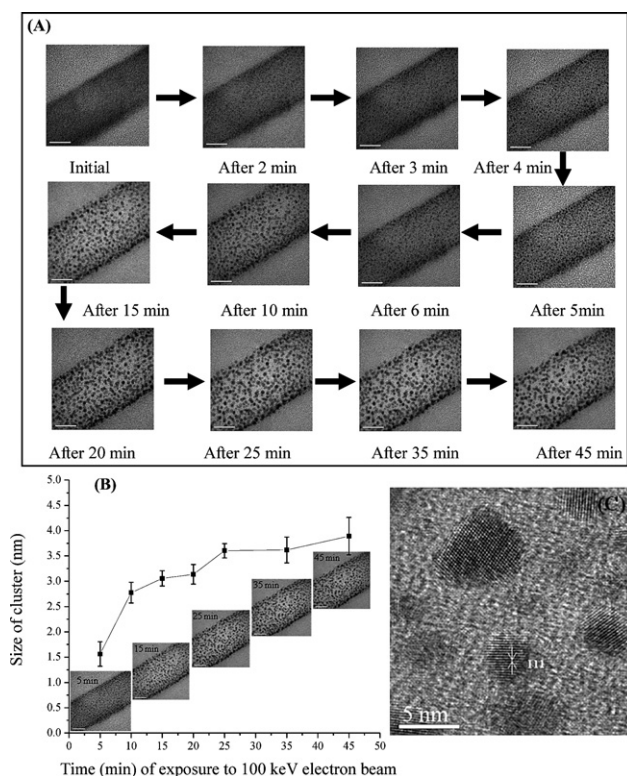 (A)
Initial
After 2 min
After 3 min
After 4 min
After 15 min
After 10 min
After 6 min
After 5min
After 20 min
After 25 min
After 35 min
After 45 min
(B)
Size of cluster (nm)
5.0
4.5
4.0
3.5
3.0
2.5
2.0
1.5
1.0
0.5
0.0
5 min
15 min
25 min
35 min
45 min
0 5 10 15 20 25 30 35 40 45 50
Time (min) of exposure to 100 keV electron beam
(C)
5 nm